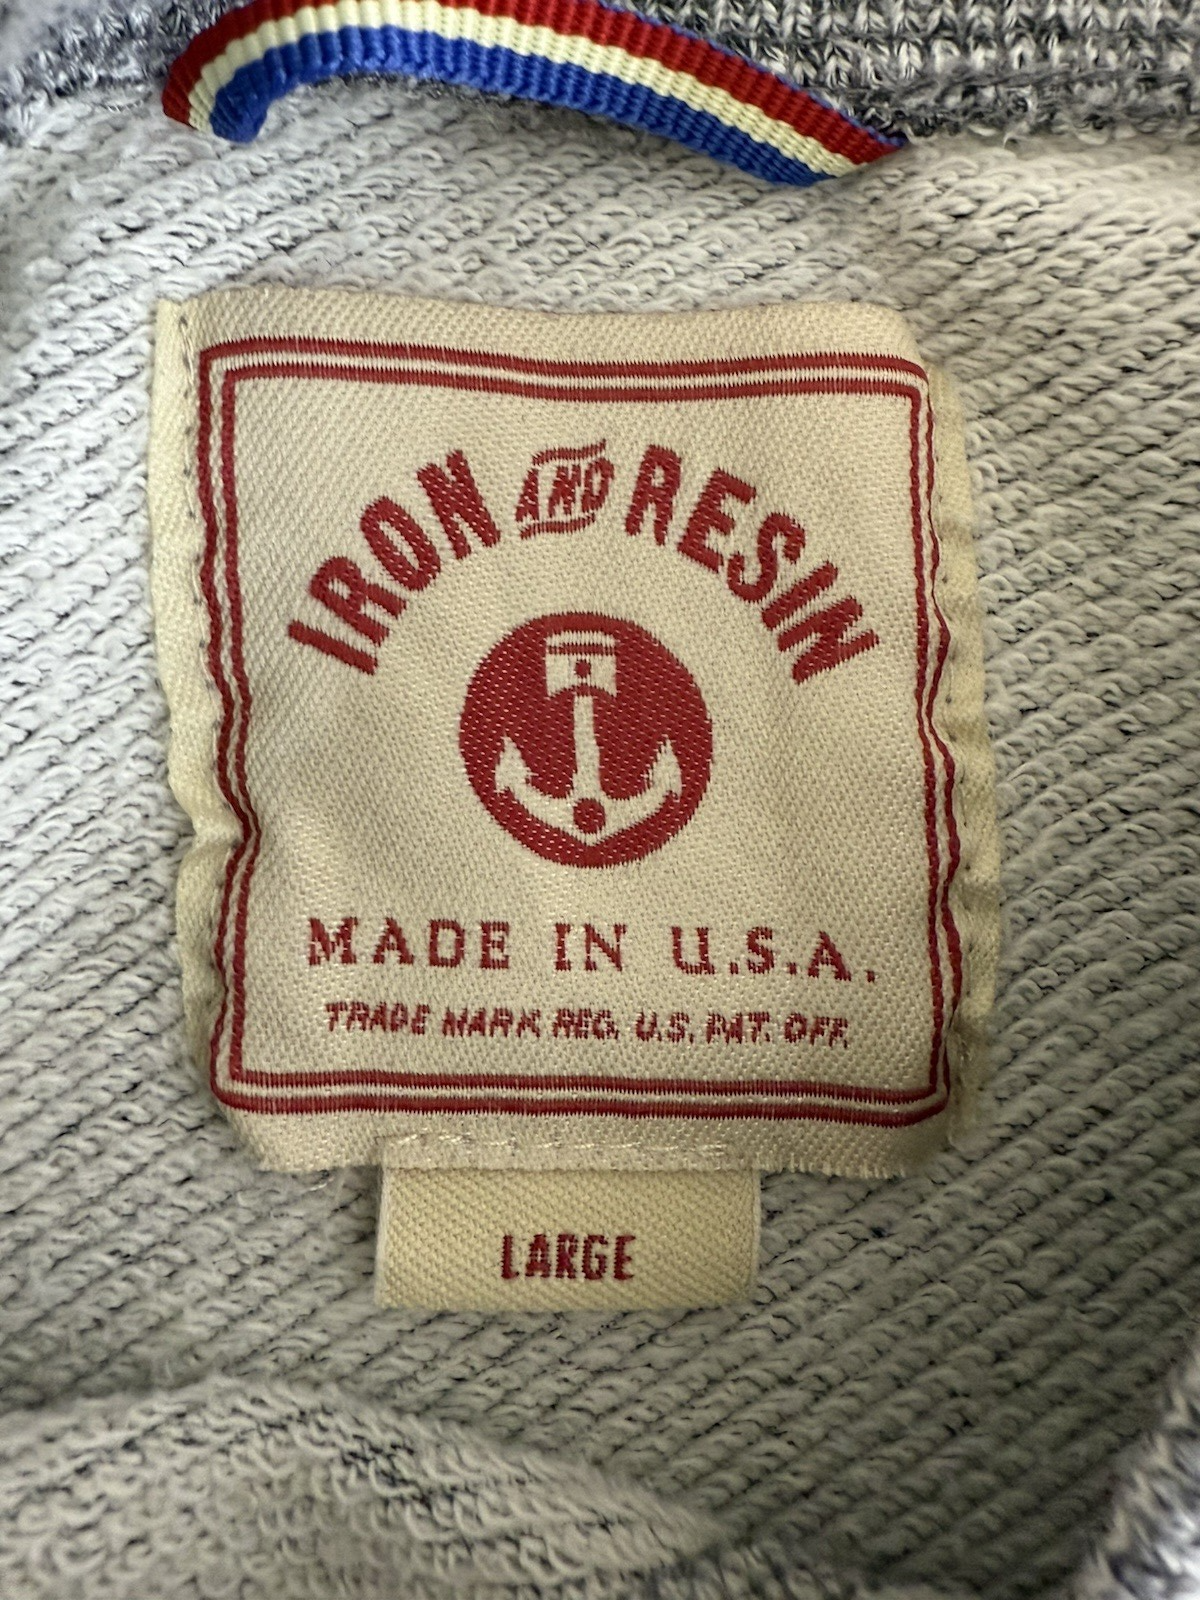 IRON AND RESIN
MADE IN U.S.A.
TRADE MARK REG. U.S. PAT. OFF.
LARGE